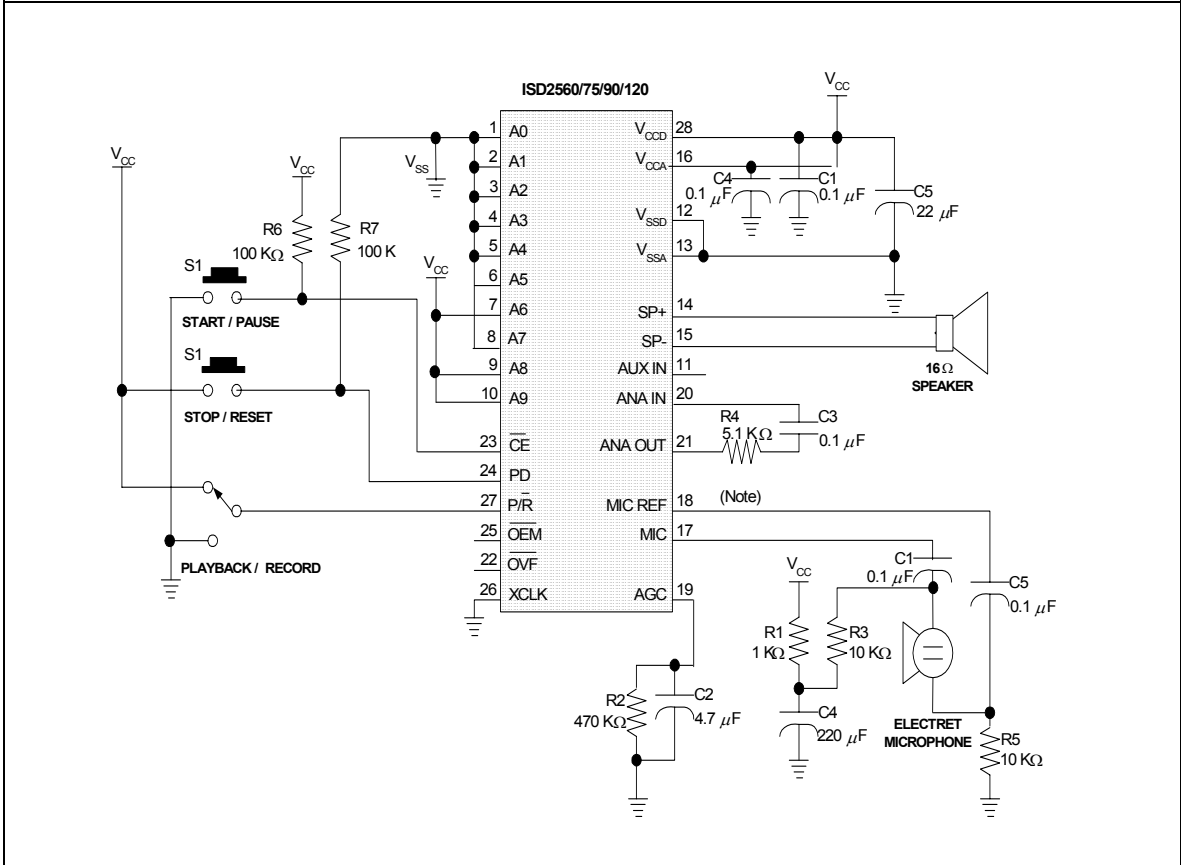 ISD2560/75/90/120
VCC
VCC
VCC
VSS
R6
100 KΩ
R7
100 K
S1
START / PAUSE
S1
STOP / RESET
PLAYBACK / RECORD
VCC
1 A0
2 A1
3 A2
4 A3
5 A4
6 A5
7 A6
8 A7
9 A8
10 A9
23 C̅E̅
24 PD
27 P/R̅
25 O̅E̅M̅
22 O̅V̅F̅
26 XCLK
VCCD 28
VCCA 16
VSSD 12
VSSA 13
SP+ 14
SP- 15
AUX IN 11
ANA IN 20
ANA OUT 21
MIC REF 18
MIC 17
AGC 19
C4
0.1 μF
C1
0.1 μF
C5
22 μF
16 Ω
SPEAKER
R4
5.1 KΩ
C3
0.1 μF
(Note)
C1
0.1 μF
C5
0.1 μF
VCC
R1
1 KΩ
R3
10 KΩ
C4
220 μF
ELECTRET
MICROPHONE
R5
10 KΩ
R2
470 KΩ
C2
4.7 μF